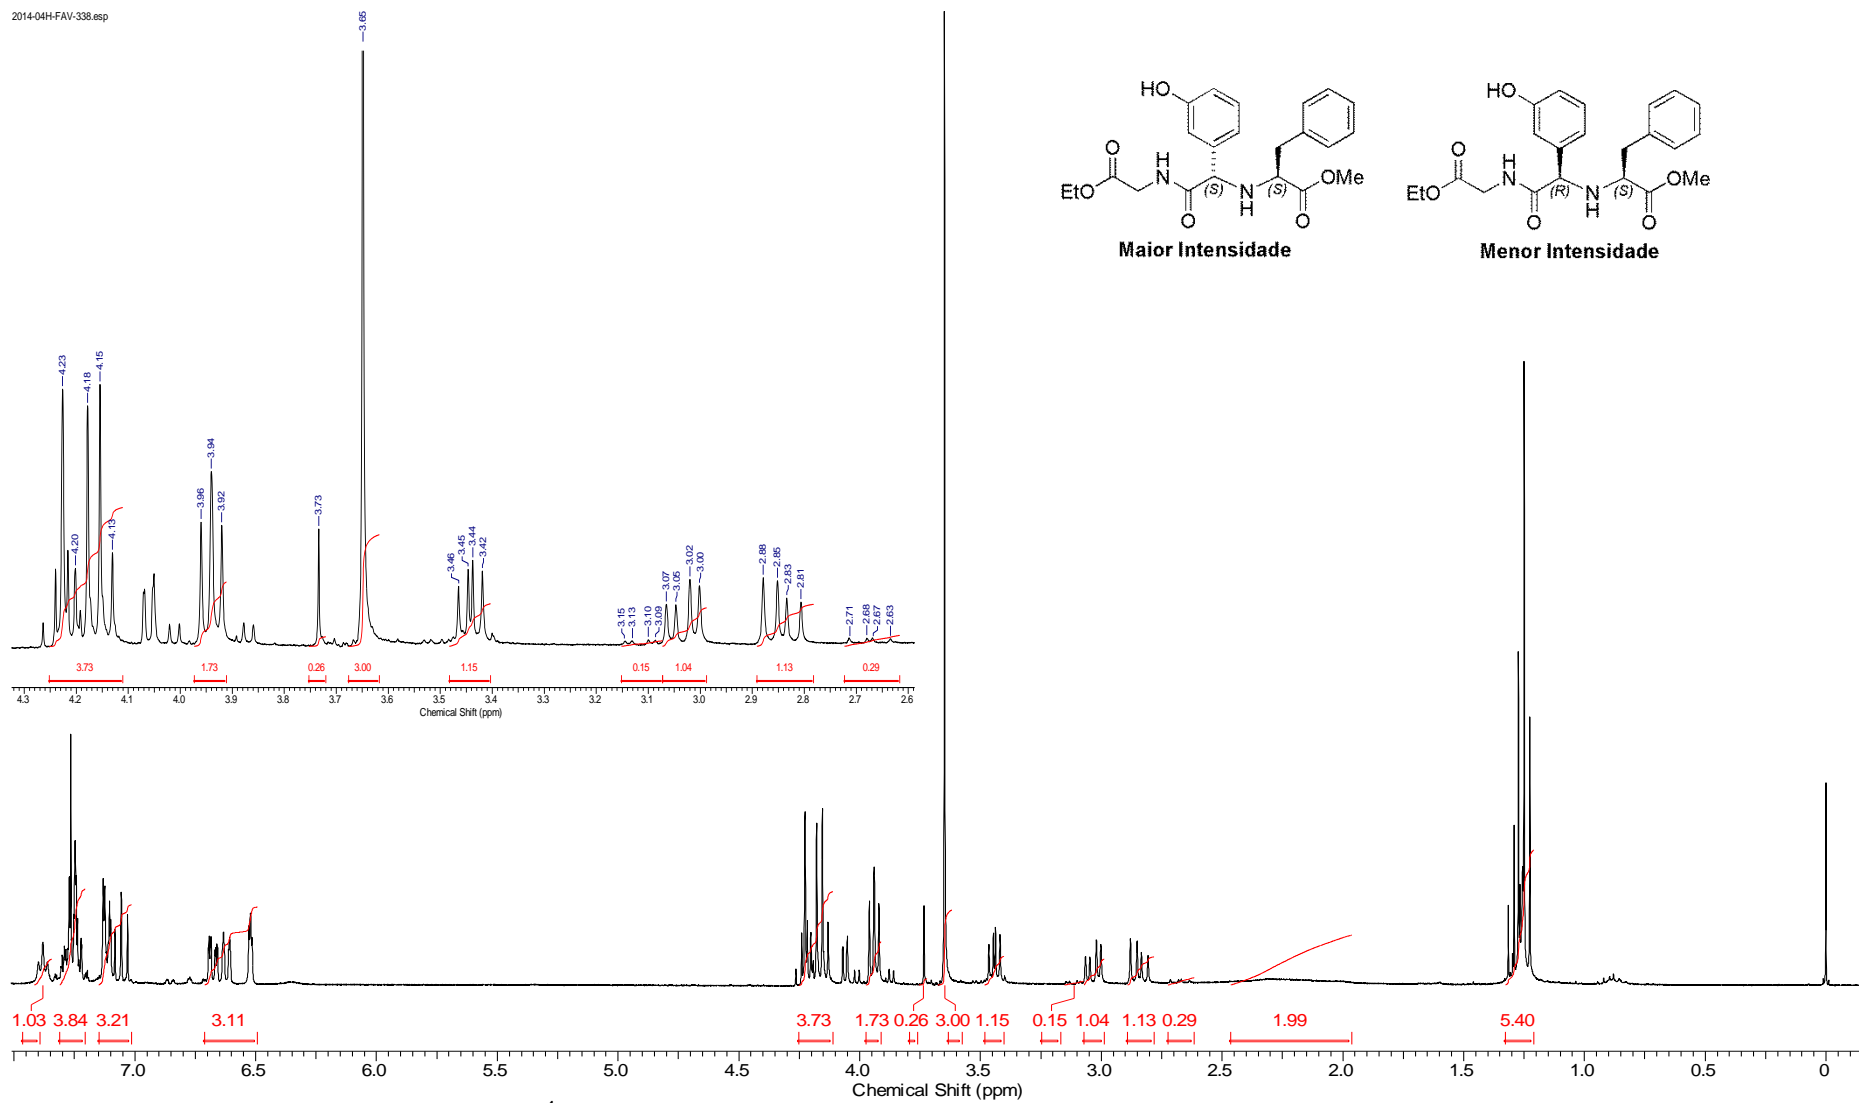 2014-04H-FAV-338.esp
3.65
4.23
4.20
4.18
4.15
4.13
3.96
3.94
3.92
3.73
3.46
3.45
3.44
3.42
3.15
3.13
3.10
3.09
3.07
3.05
3.02
3.00
2.88
2.85
2.83
2.81
2.71
2.68
2.67
2.63
3.73 1.73 0.26 3.00 1.15 0.15 1.04 1.13 0.29
4.3 4.2 4.1 4.0 3.9 3.8 3.7 3.6 3.5 3.4 3.3 3.2 3.1 3.0 2.9 2.8 2.7 2.6
Chemical Shift (ppm)
HO
O
H
N
EtO
O
(S)
N
H
(S)
OMe
O
Maior Intensidade
HO
O
H
N
EtO
O
(R)
N
H
(S)
OMe
O
Menor Intensidade
1.03 3.84 3.21 3.11 3.73 1.73 0.26 3.00 1.15 0.15 1.04 1.13 0.29 1.99 5.40
7.0 6.5 6.0 5.5 5.0 4.5 4.0 3.5 3.0 2.5 2.0 1.5 1.0 0.5 0
Chemical Shift (ppm)